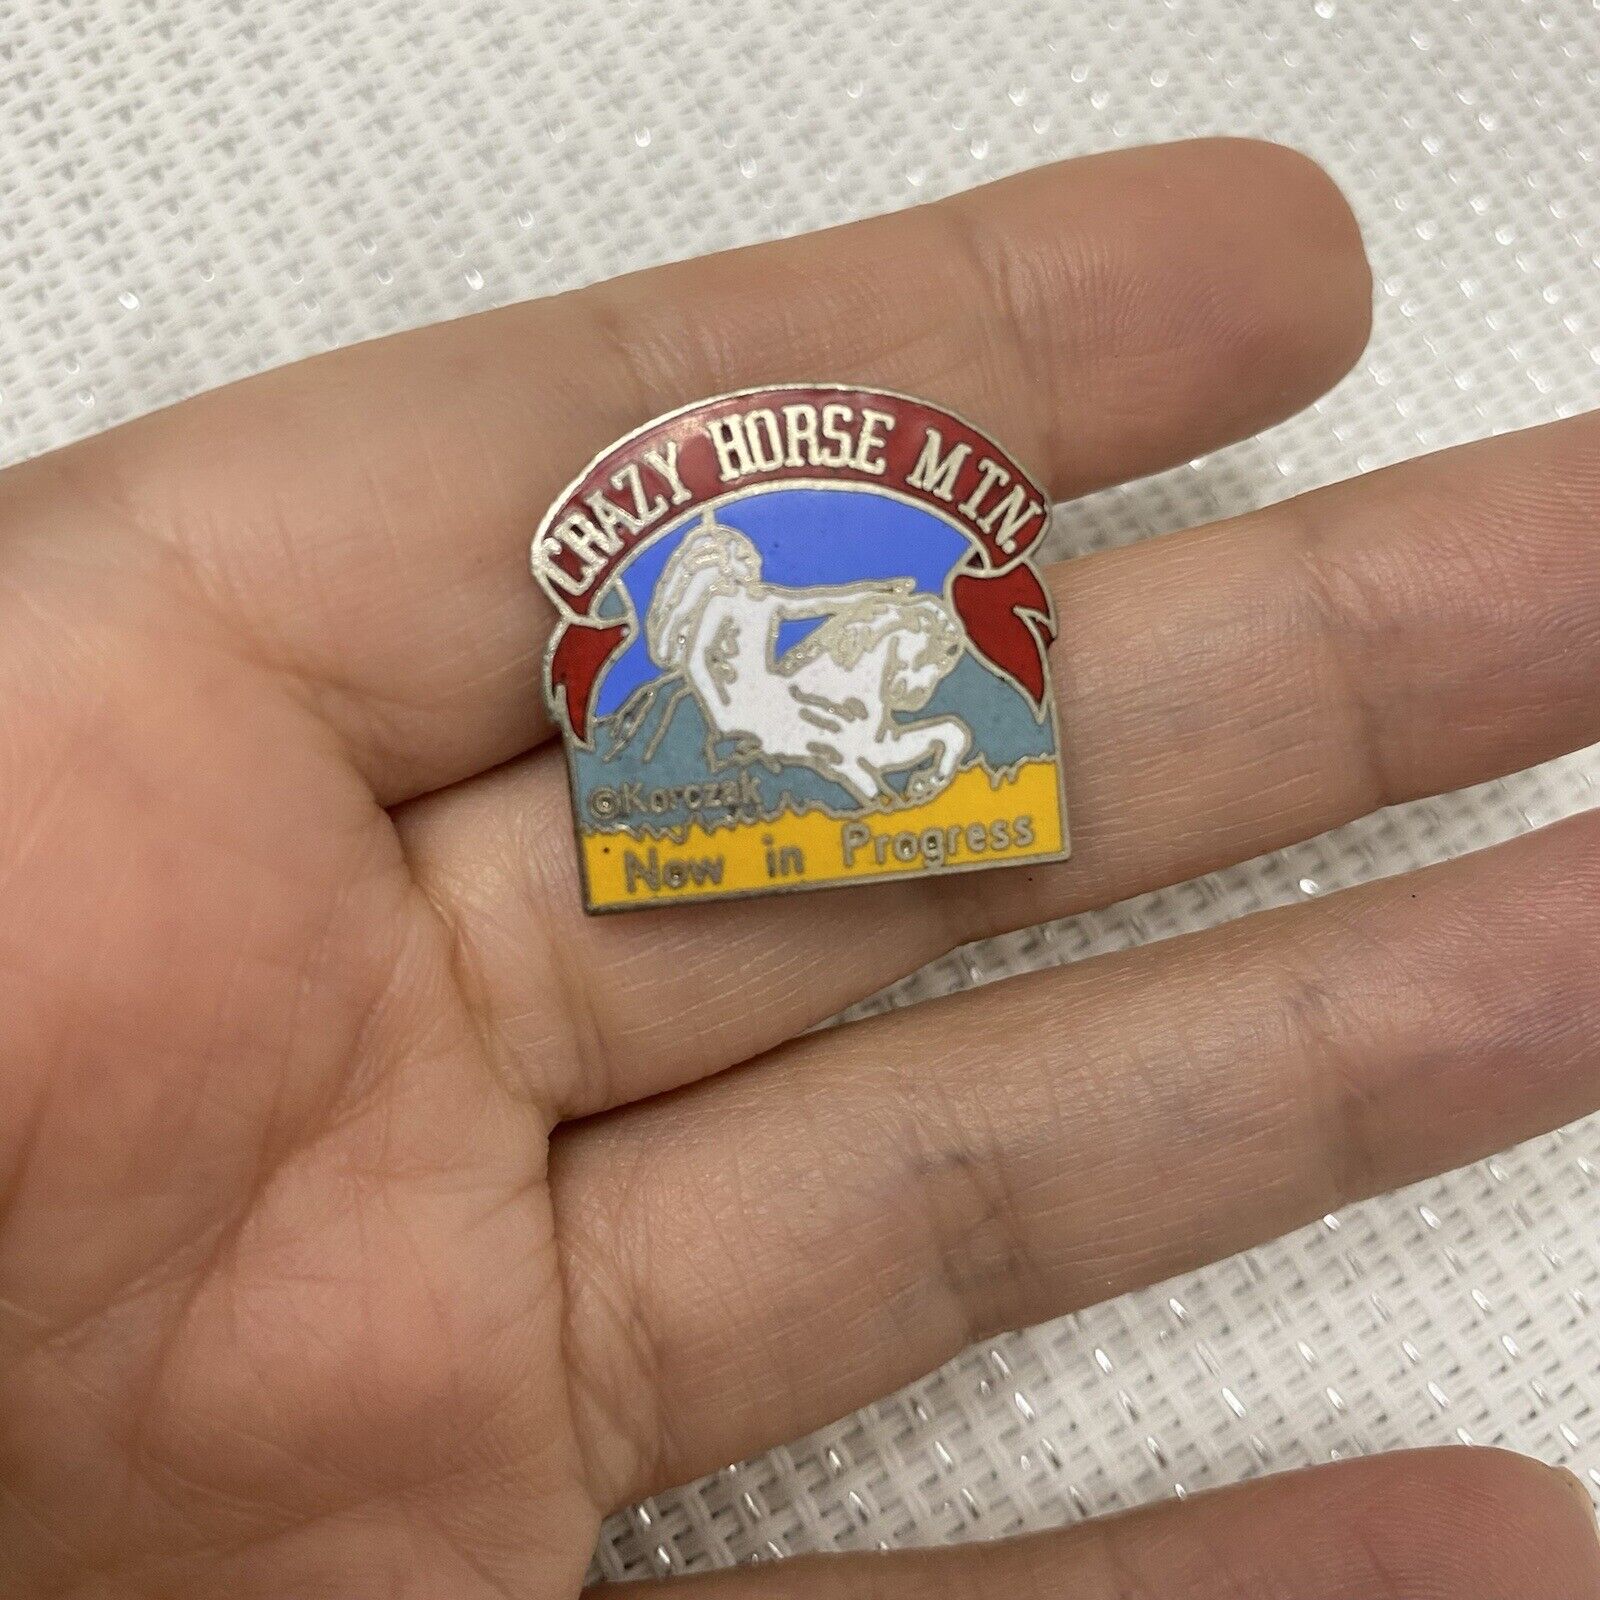 CRAZY HORSE MTN.
©Korczak
Now in Progress